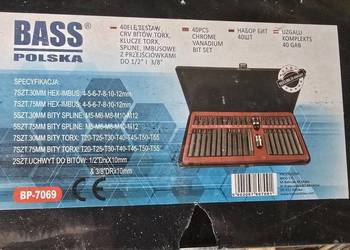 BASS
POLSKA
40EL. ZESTAW
CRV BITÓW TORX,
KLUCZE TORX,
SPLINE, IMBUSOWE
Z PRZEJŚCIÓWKAMI
DO 1/2" I 3/8"
40PCS
CHROME
VANADIUM
BIT SET
НАБОР БИТ
40ШТ
UZGAĻU
KOMPLEKTS
40 GAB
SPECYFIKACJA:
7SZT.30MM HEX-IMBUS: 4-5-6-7-8-10-12mm
7SZT.75MM HEX-IMBUS: 4-5-6-7-8-10-12mm
5SZT.30MM BITY SPLINE: M5-M6-M8-M10-M12
5SZT.75MM BITY SPLINE: M5-M6-M8-M10-M12
7SZT.30MM BITY TORX: T20-T25-T30-T40-T45-T50-T55
7SZT.75MM BITY TORX: T20-T25-T30-T40-T45-T50-T55
2SZT.UCHWYT DO BITÓW: 1/2"DRx10mm
& 3/8"DRx10mm
BP-7069